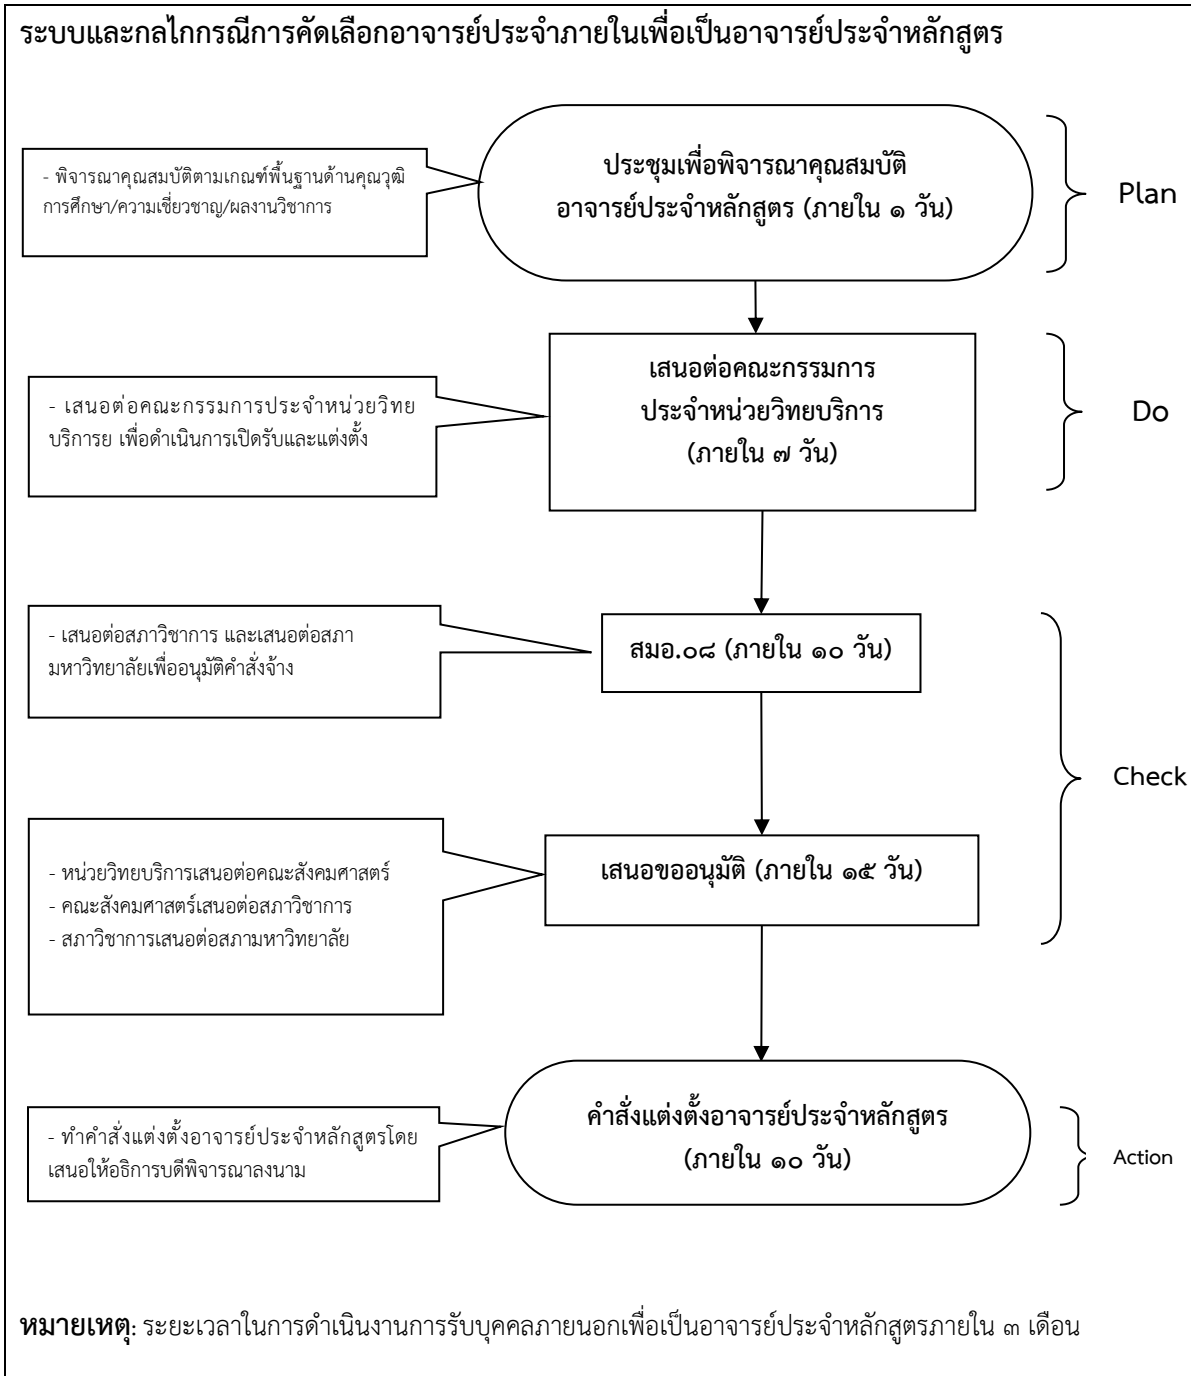 ระบบและกลไกกรณีการคัดเลือกอาจารย์ประจำภายในเพื่อเป็นอาจารย์ประจำหลักสูตร
- พิจารณาคุณสมบัติตามเกณฑ์พื้นฐานด้านคุณวุฒิ
การศึกษา/ความเชี่ยวชาญ/ผลงานวิชาการ
ประชุมเพื่อพิจารณาคุณสมบัติ
อาจารย์ประจำหลักสูตร (ภายใน ๑ วัน)
Plan
- เสนอต่อคณะกรรมการประจำหน่วยวิทย
บริการย เพื่อดำเนินการเปิดรับและแต่งตั้ง
เสนอต่อคณะกรรมการ
ประจำหน่วยวิทยบริการ
(ภายใน ๗ วัน)
Do
- เสนอต่อสภาวิชาการ และเสนอต่อสภา
มหาวิทยาลัยเพื่ออนุมัติคำสั่งจ้าง
สมอ.๐๘ (ภายใน ๑๐ วัน)
Check
- หน่วยวิทยบริการเสนอต่อคณะสังคมศาสตร์
- คณะสังคมศาสตร์เสนอต่อสภาวิชาการ
- สภาวิชาการเสนอต่อสภามหาวิทยาลัย
เสนอขออนุมัติ (ภายใน ๑๕ วัน)
- ทำคำสั่งแต่งตั้งอาจารย์ประจำหลักสูตรโดย
เสนอให้อธิการบดีพิจารณาลงนาม
คำสั่งแต่งตั้งอาจารย์ประจำหลักสูตร
(ภายใน ๑๐ วัน)
Action
หมายเหตุ: ระยะเวลาในการดำเนินงานการรับบุคคลภายนอกเพื่อเป็นอาจารย์ประจำหลักสูตรภายใน ๓ เดือน